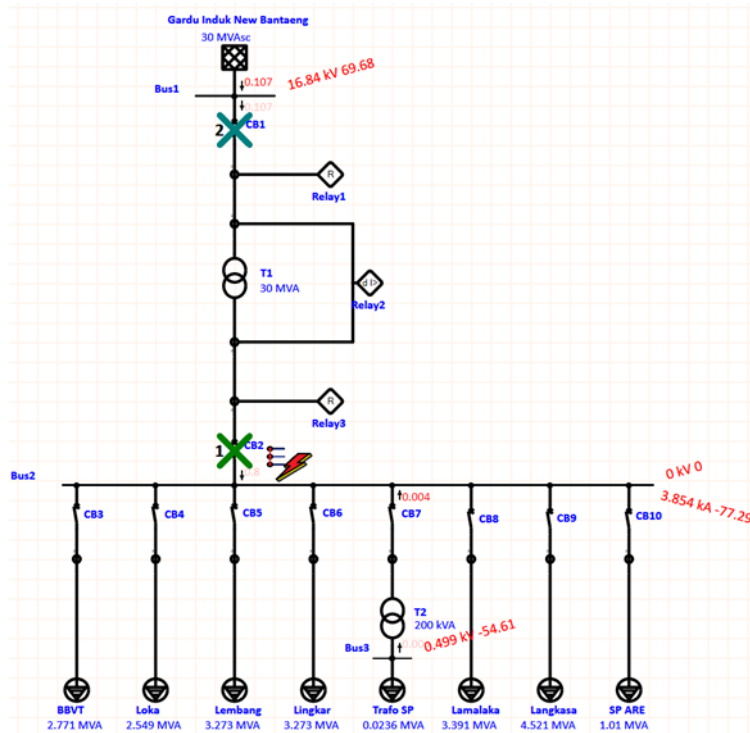 Gardu Induk New Bantaeng
30 MVAsc
0.107
16.84 kV 69.68
Bus1
0.107
2
CB1
R
Relay1
T1
30 MVA
d I>
Relay2
R
Relay3
1
CB2
Bus2
0 kV 0
0.004
3.854 kA -77.29
CB3
CB4
CB5
CB6
CB7
CB8
CB9
CB10
T2
200 kVA
Bus3
0.499 kV -54.61
BBVT
Loka
Lembang
Lingkar
Trafo SP
Lamalaka
Langkasa
SP ARE
2.771 MVA
2.549 MVA
3.273 MVA
3.273 MVA
0.0236 MVA
3.391 MVA
4.521 MVA
1.01 MVA